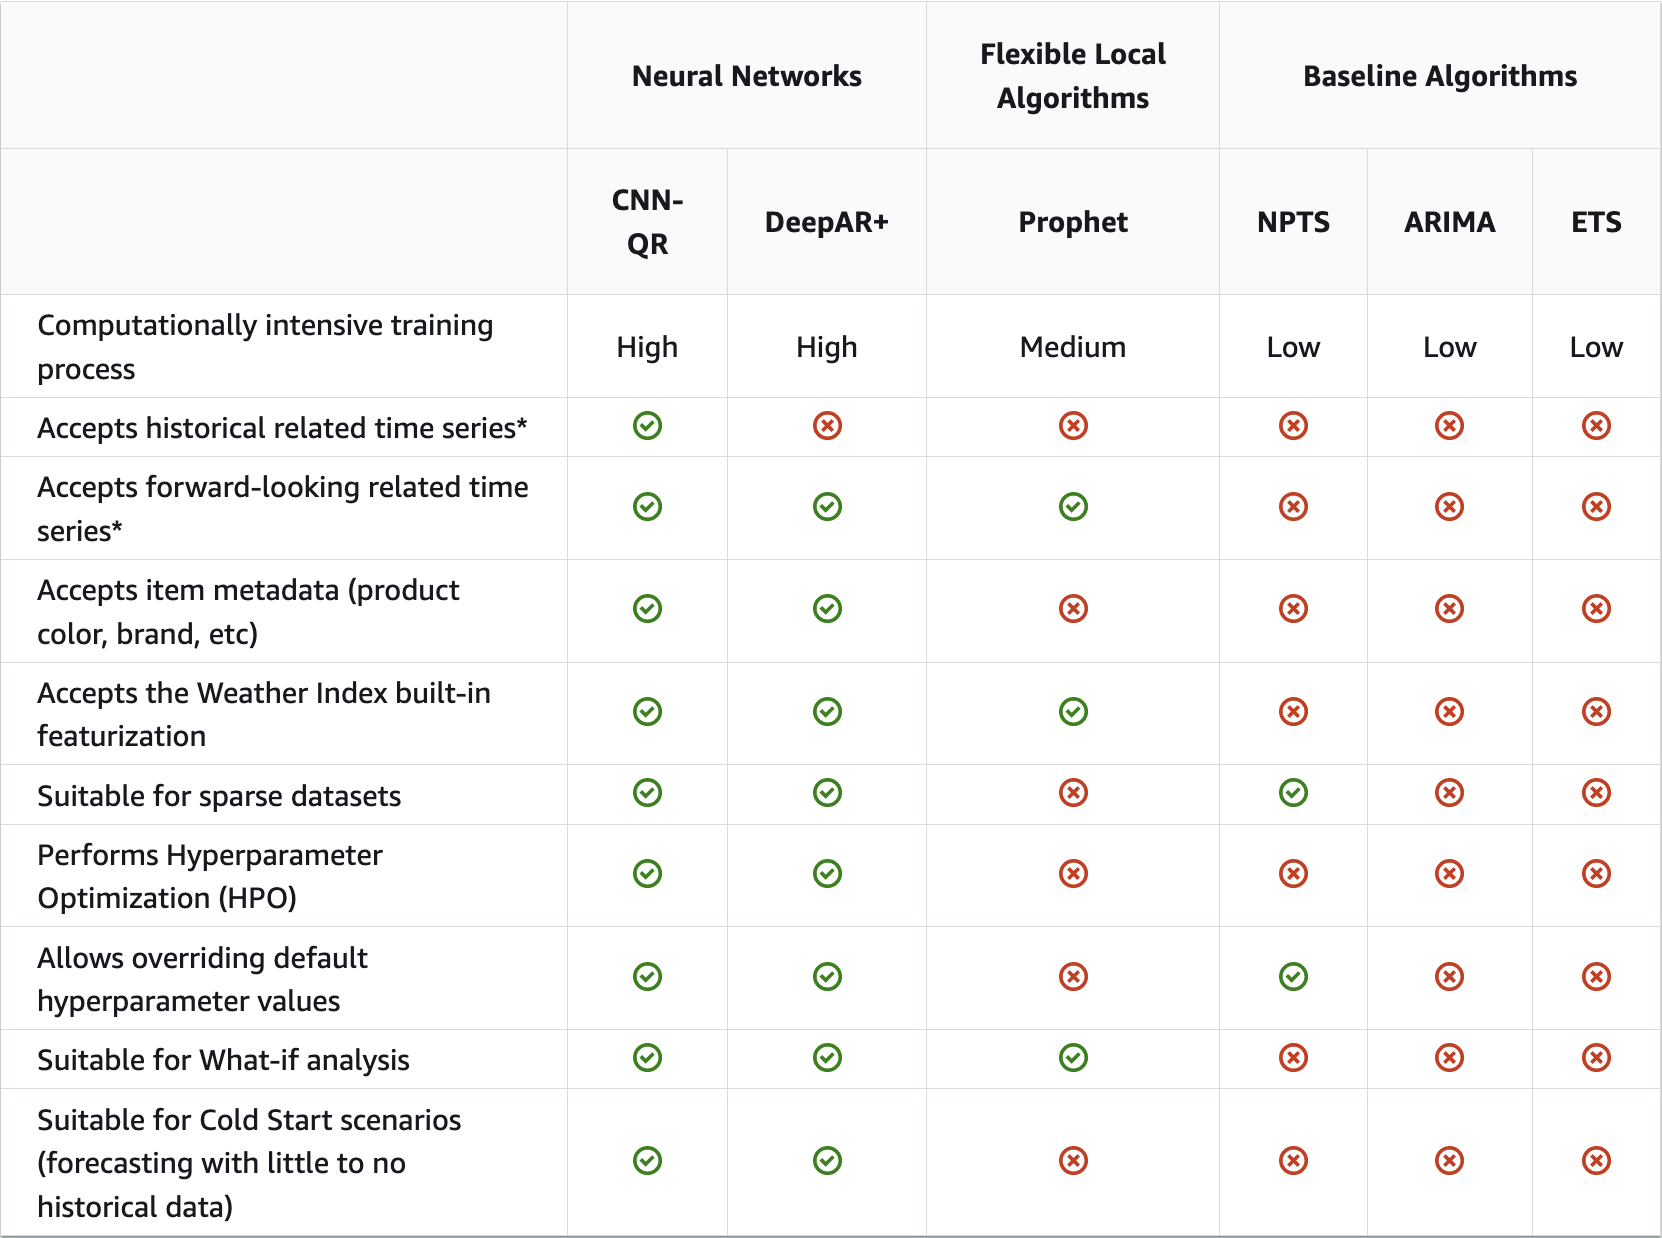 Neural Networks
Flexible Local
Algorithms
Baseline Algorithms
CNN-
QR
DeepAR+
Prophet
NPTS
ARIMA
ETS
Computationally intensive training
process
High
High
Medium
Low
Low
Low
Accepts historical related time series*
Accepts forward-looking related time
series*
Accepts item metadata (product
color, brand, etc)
Accepts the Weather Index built-in
featurization
Suitable for sparse datasets
Performs Hyperparameter
Optimization (HPO)
Allows overriding default
hyperparameter values
Suitable for What-if analysis
Suitable for Cold Start scenarios
(forecasting with little to no
historical data)